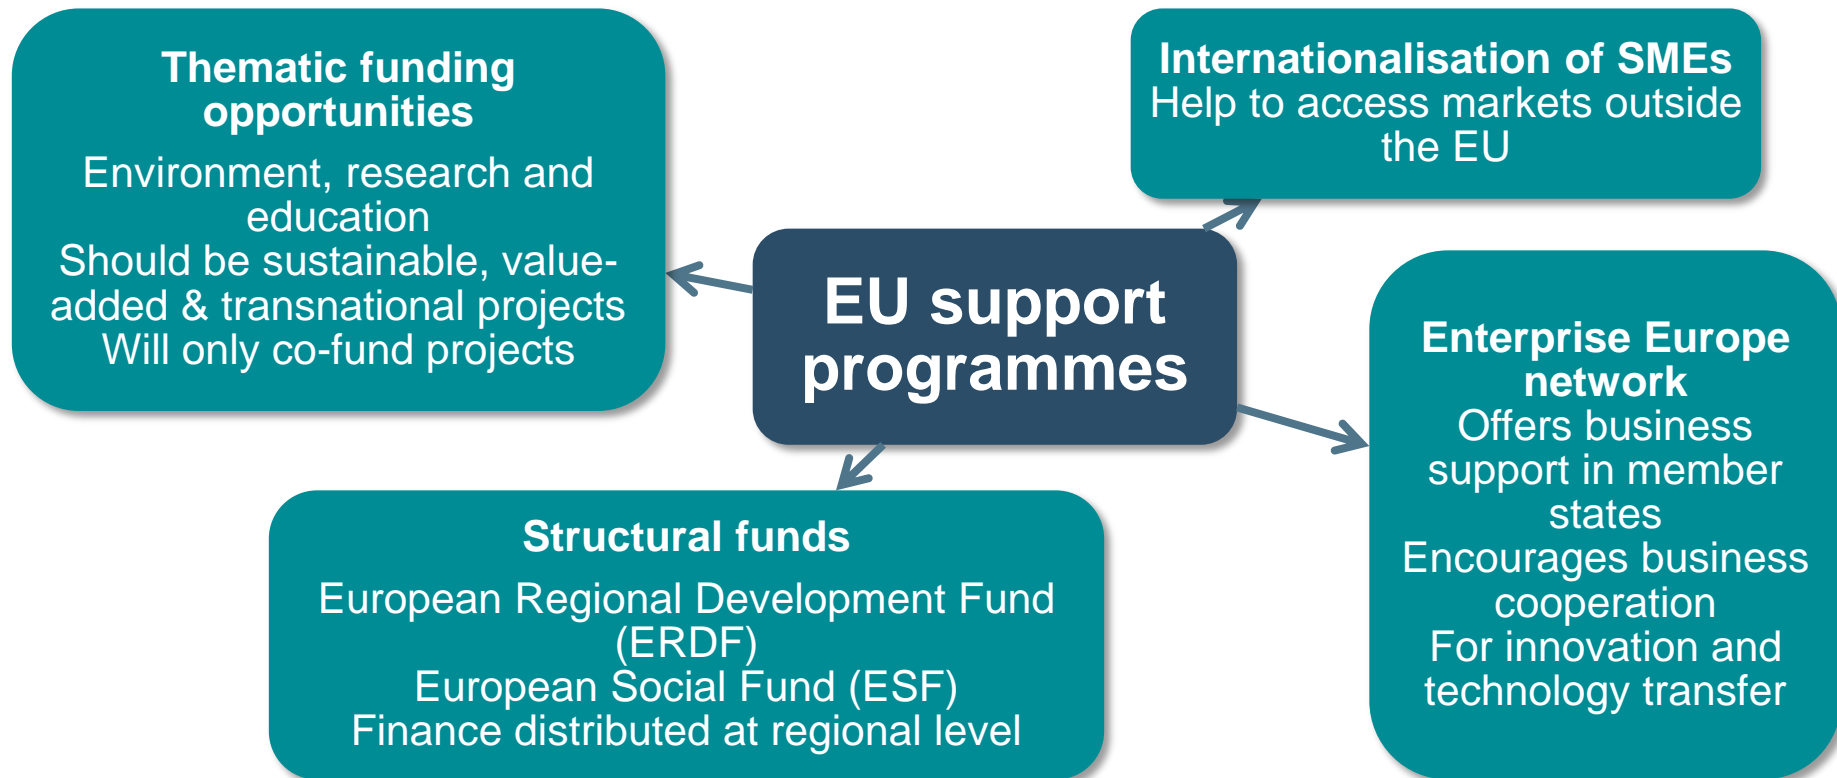 Thematic funding
opportunities
Environment, research and
education
Should be sustainable, value-
added & transnational projects
Will only co-fund projects
Internationalisation of SMEs
Help to access markets outside
the EU
EU support
programmes
Enterprise Europe
network
Offers business
support in member
states
Encourages business
cooperation
For innovation and
technology transfer
Structural funds
European Regional Development Fund
(ERDF)
European Social Fund (ESF)
Finance distributed at regional level